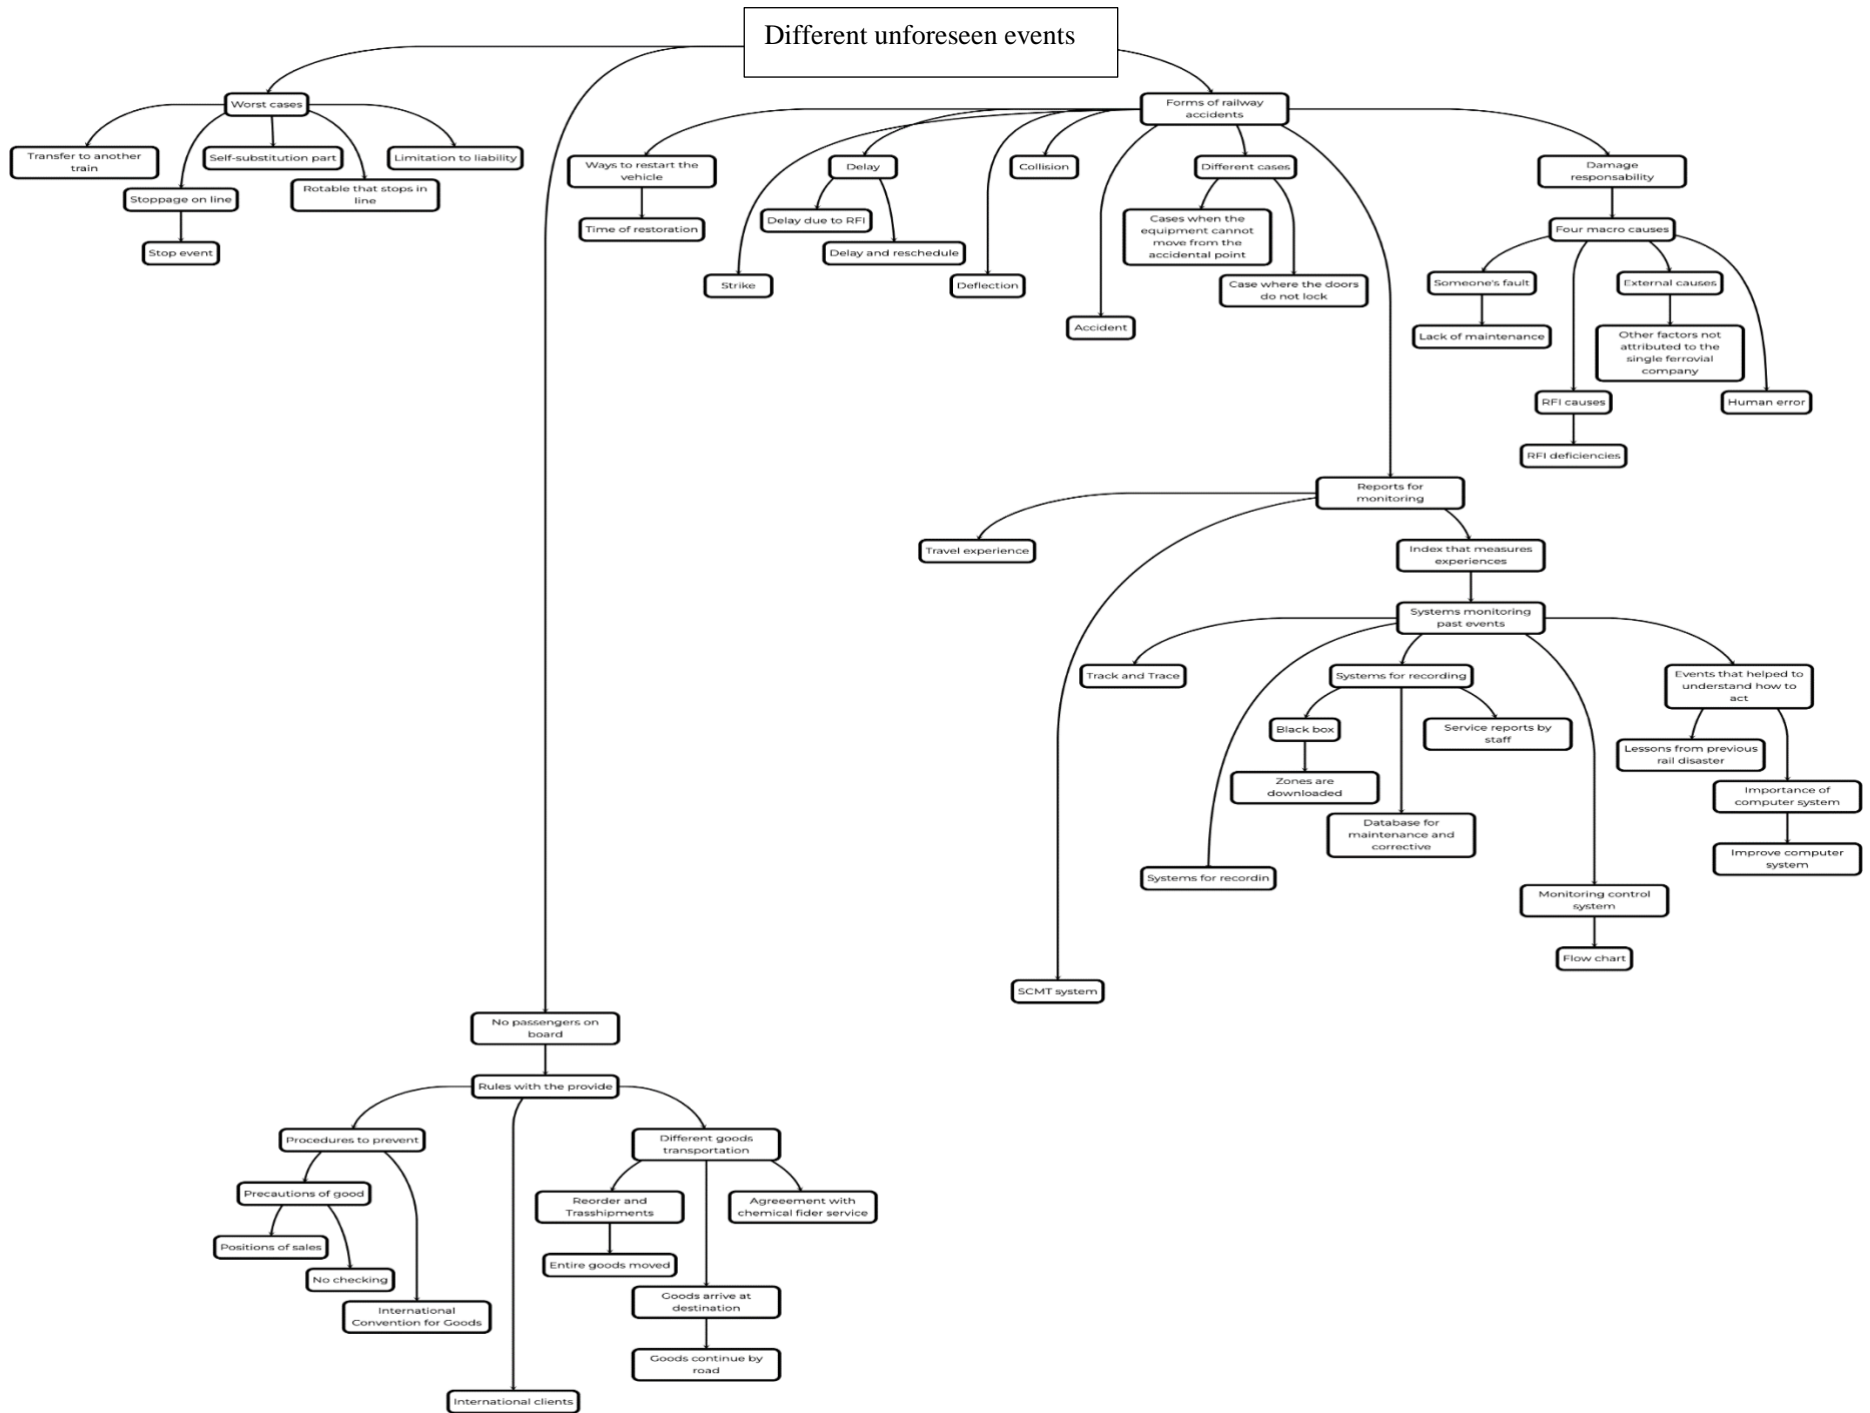 Different unforeseen events
Worst cases
Forms of railway
accidents
Transfer to another
train
Self-substitution part
Limitation to liability
Stoppage on line
Rotable that stops in
line
Stop event
Ways to restart the
vehicle
Time of restoration
Delay
Delay due to RFI
Delay and reschedule
Collision
Different cases
Cases when the
equipment cannot
move from the
accidental point
Case where the doors
do not lock
Strike
Deflection
Accident
Damage
responsability
Four macro causes
Someone's fault
External causes
Lack of maintenance
Other factors not
attributed to the
single ferrovial
company
RFI causes
Human error
RFI deficiencies
Reports for
monitoring
Travel experience
Index that measures
experiences
Systems monitoring
past events
Track and Trace
Systems for recording
Events that helped to
understand how to
act
Black box
Service reports by
staff
Lessons from previous
rail disaster
Zones are
downloaded
Importance of
computer system
Database for
maintenance and
corrective
Improve computer
system
Systems for recordin
Monitoring control
system
Flow chart
SCMT system
No passengers on
board
Rules with the provide
Procedures to prevent
Different goods
transportation
Precautions of good
Reorder and
Trasshipments
Agreeement with
chemical fider service
Positions of sales
Entire goods moved
No checking
Goods arrive at
destination
International
Convention for Goods
Goods continue by
road
International clients